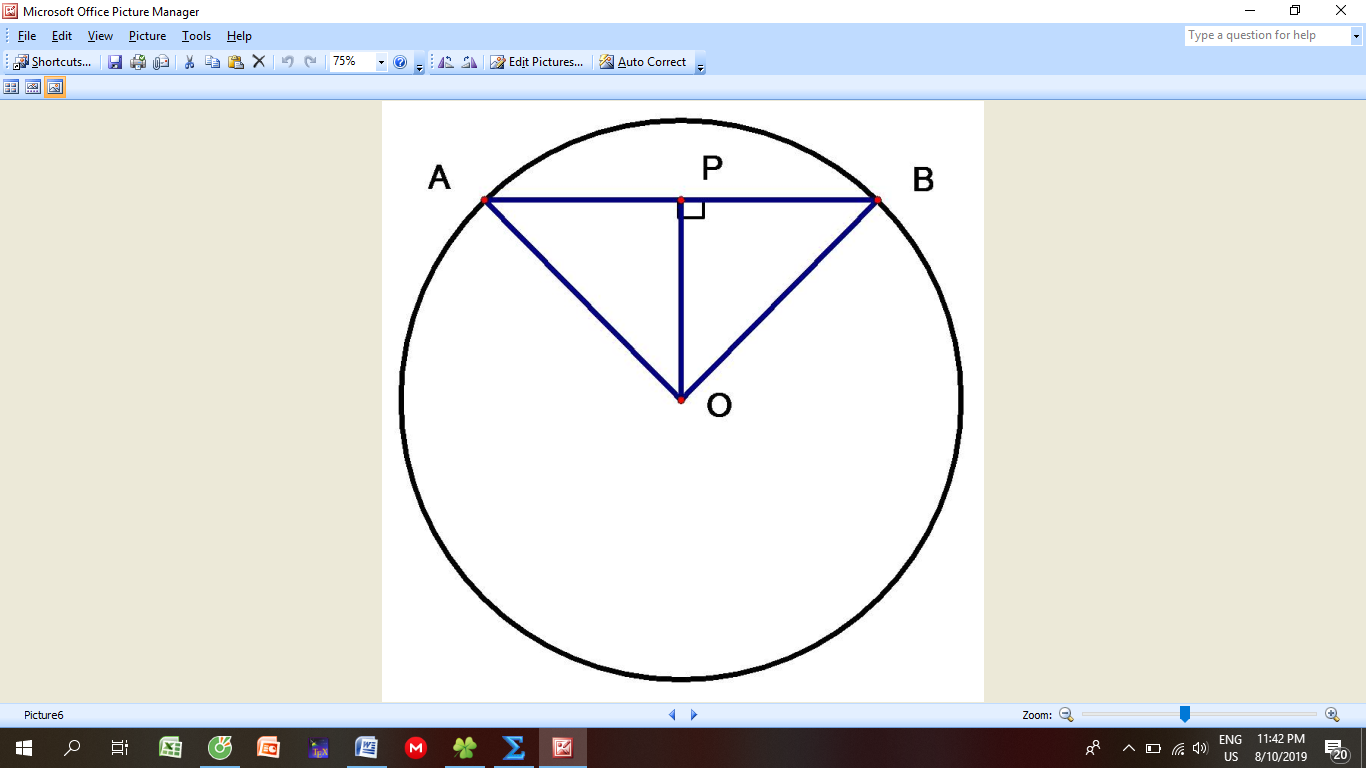 Microsoft Office Picture Manager
File Edit View Picture Tools Help
Type a question for help
Shortcuts... 75% Edit Pictures... Auto Correct
A P B
O
Picture6
Zoom:
ENG 11:42 PM
US 8/10/2019
20